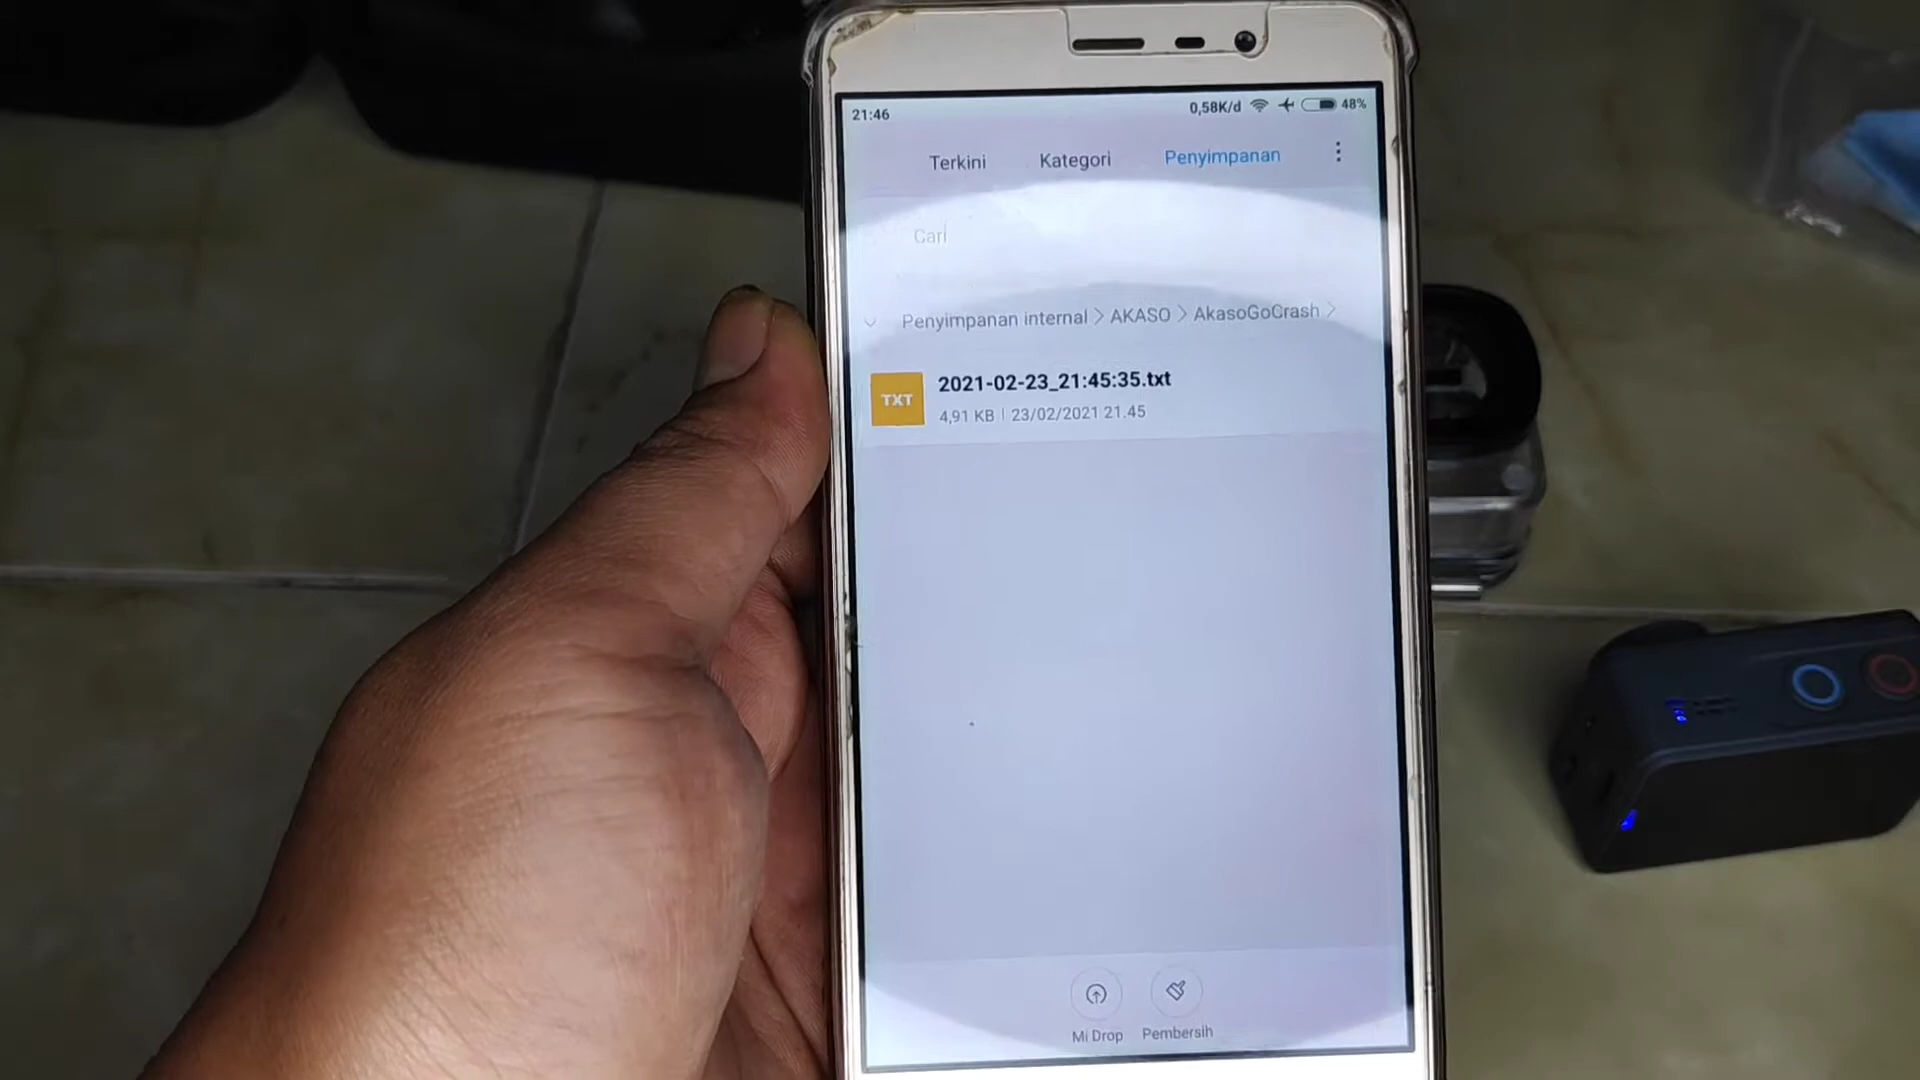 21:46 0,58K/d 48%
Terkini Kategori Penyimpanan
Cari
Penyimpanan internal > AKASO > AkasoGoCrash >
TXT
2021-02-23_21:45:35.txt
4,91 KB | 23/02/2021 21.45
Mi Drop Pembersih